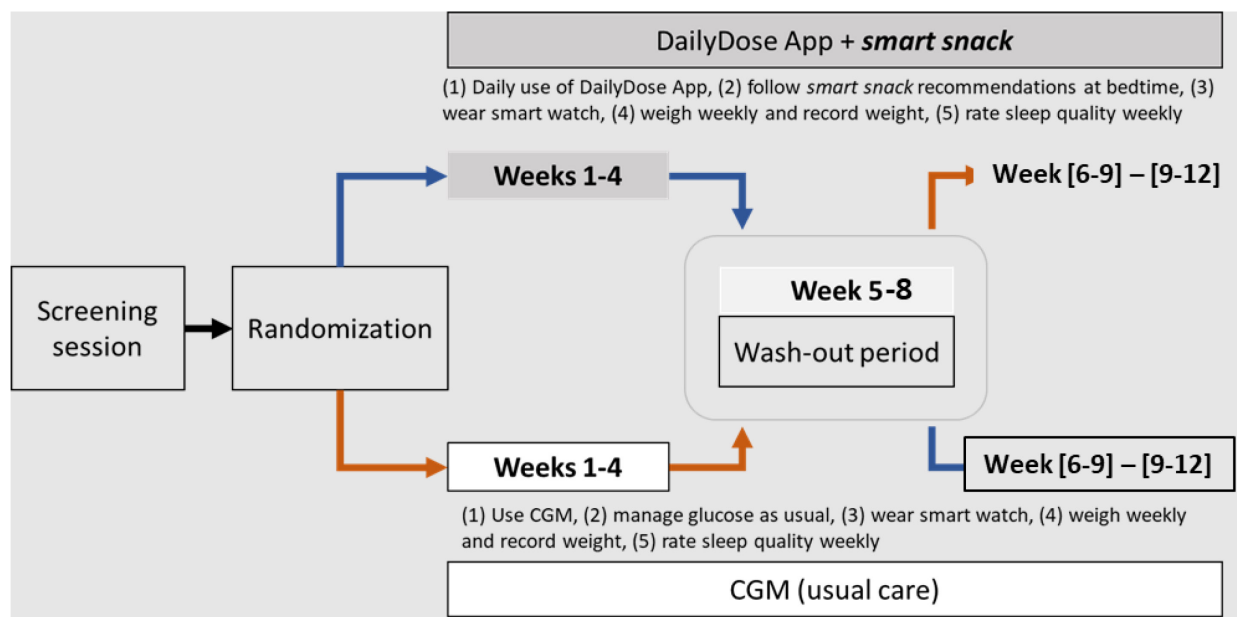 DailyDose App + smart snack
(1) Daily use of DailyDose App, (2) follow smart snack recommendations at bedtime, (3)
wear smart watch, (4) weigh weekly and record weight, (5) rate sleep quality weekly
Weeks 1-4
Week [6-9] – [9-12]
Screening
session
Randomization
Week 5-8
Wash-out period
Weeks 1-4
Week [6-9] – [9-12]
(1) Use CGM, (2) manage glucose as usual, (3) wear smart watch, (4) weigh weekly
and record weight, (5) rate sleep quality weekly
CGM (usual care)